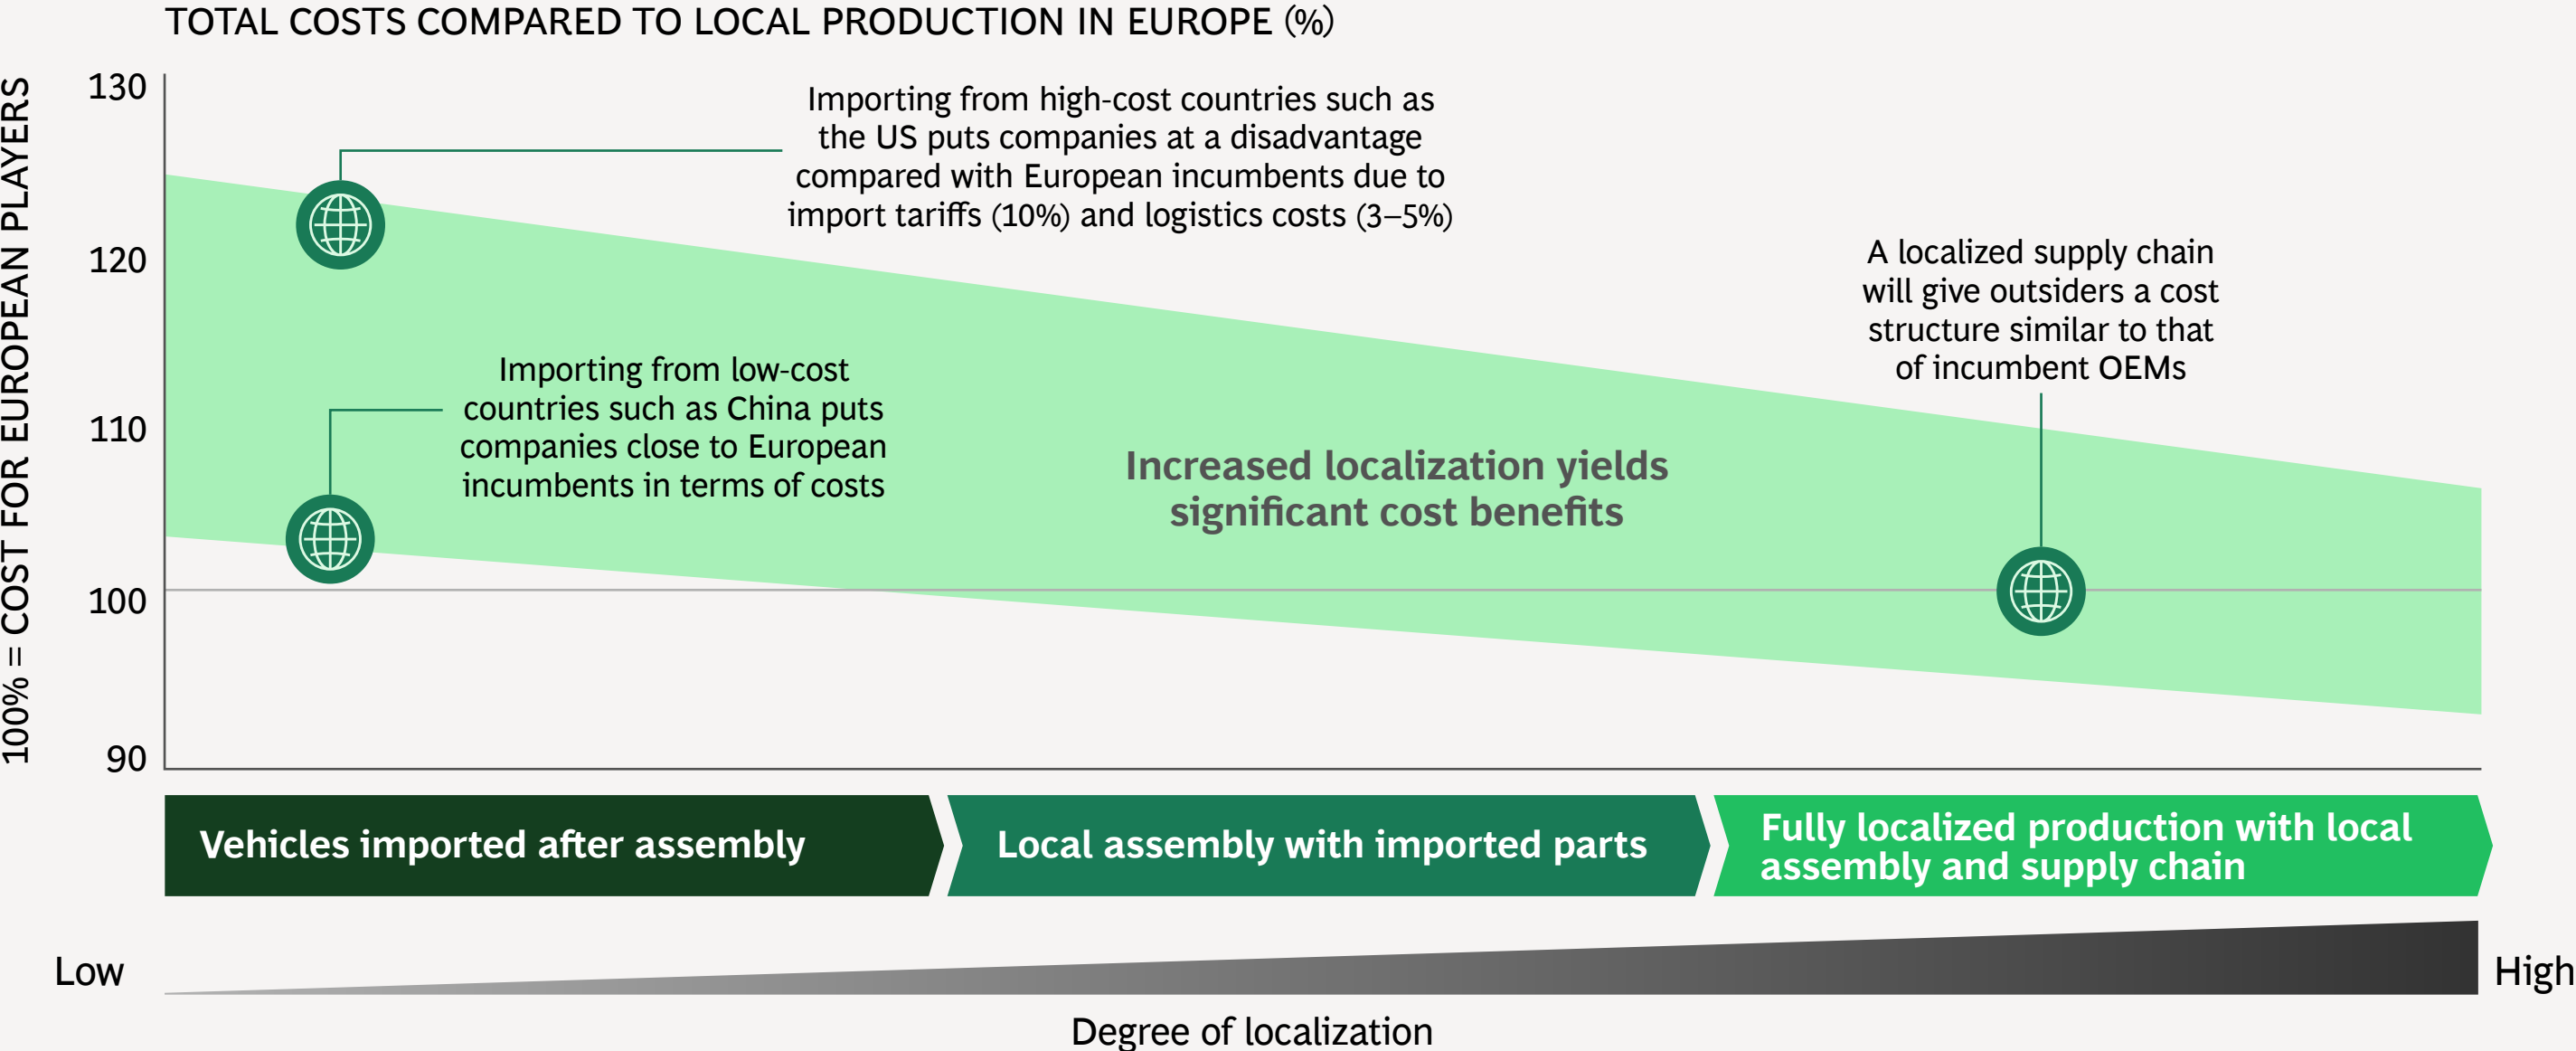 TOTAL COSTS COMPARED TO LOCAL PRODUCTION IN EUROPE (%)
100% = COST FOR EUROPEAN PLAYERS
130
120
110
100
90
Importing from high-cost countries such as
the US puts companies at a disadvantage
compared with European incumbents due to
import tariffs (10%) and logistics costs (3–5%)
A localized supply chain
will give outsiders a cost
structure similar to that
of incumbent OEMs
Importing from low-cost
countries such as China puts
companies close to European
incumbents in terms of costs
Increased localization yields
significant cost benefits
Vehicles imported after assembly
Local assembly with imported parts
Fully localized production with local
assembly and supply chain
Low
High
Degree of localization